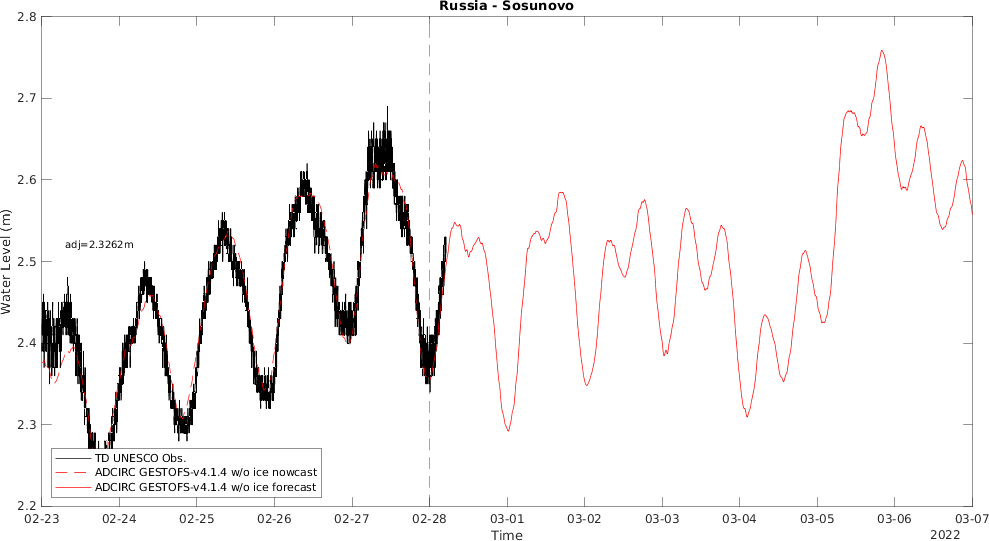 Russia - Sosunovo
2.8
2.7
2.6
2.5
2.4
2.3
2.2
Water Level (m)
adj=2.3262m
TD UNESCO Obs.
ADCIRC GESTOFS-v4.1.4 w/o ice nowcast
ADCIRC GESTOFS-v4.1.4 w/o ice forecast
02-23 02-24 02-25 02-26 02-27 02-28 03-01 03-02 03-03 03-04 03-05 03-06 03-07
Time
2022